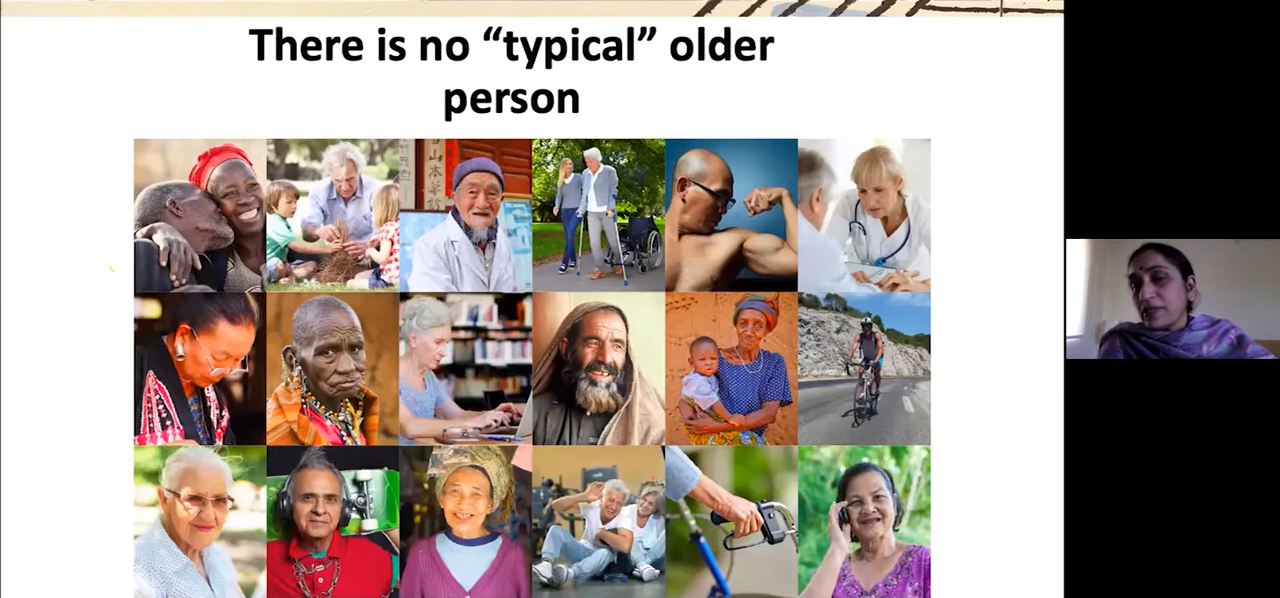 There is no “typical” older
person